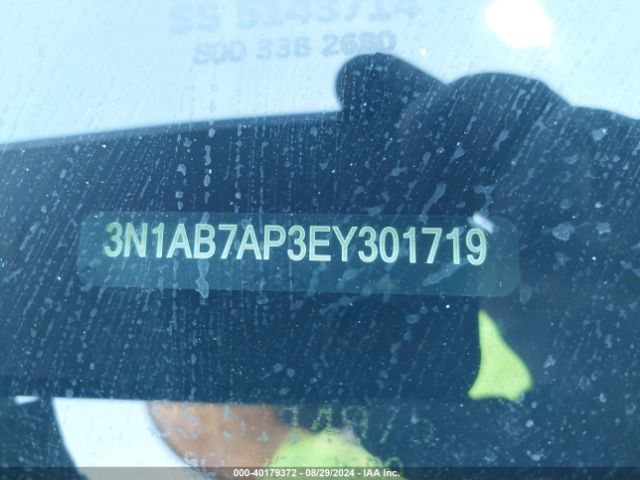 SS 5143714
800 338 2680
3N1AB7AP3EY301719
000-40179372 - 08/29/2024 - IAA Inc.